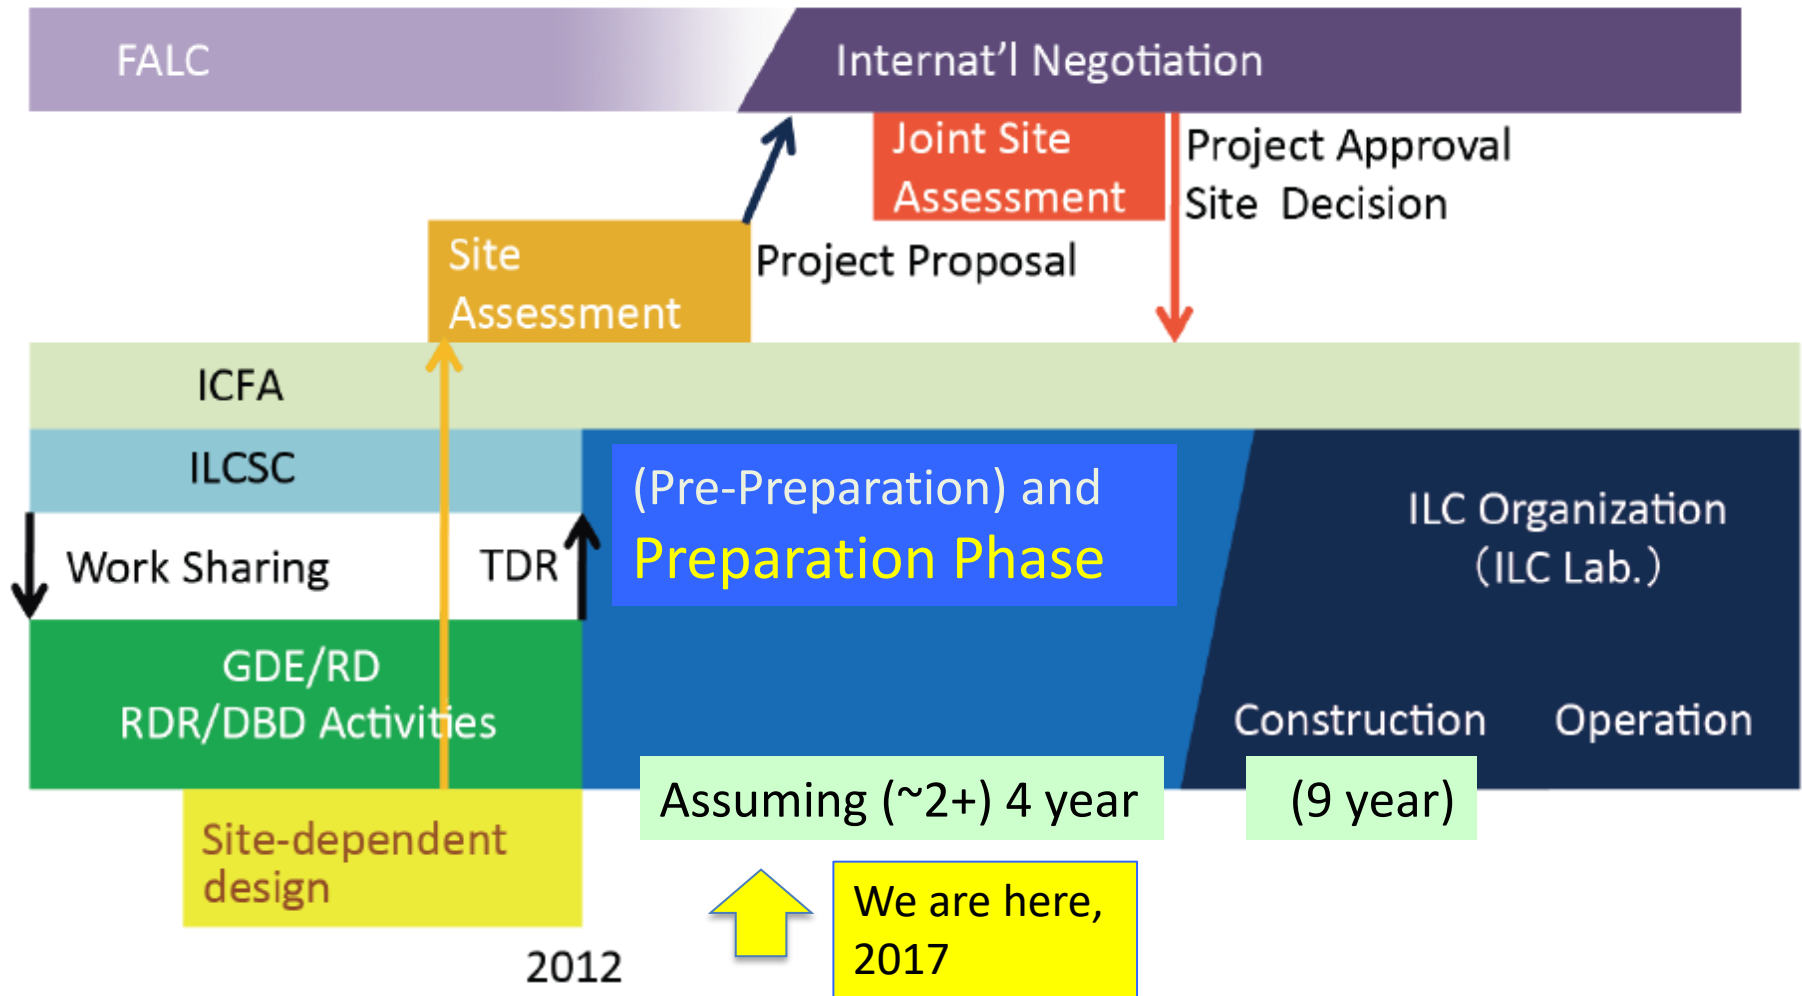 FALC
Internat'l Negotiation
Joint Site
Assessment
Project Approval
Site Decision
Site
Assessment
Project Proposal
ICFA
ILCSC
(Pre-Preparation) and
Preparation Phase
ILC Organization
(ILC Lab.)
Work Sharing
TDR
GDE/RD
RDR/DBD Activities
Construction
Operation
Assuming (~2+) 4 year
(9 year)
Site-dependent
design
We are here,
2017
2012